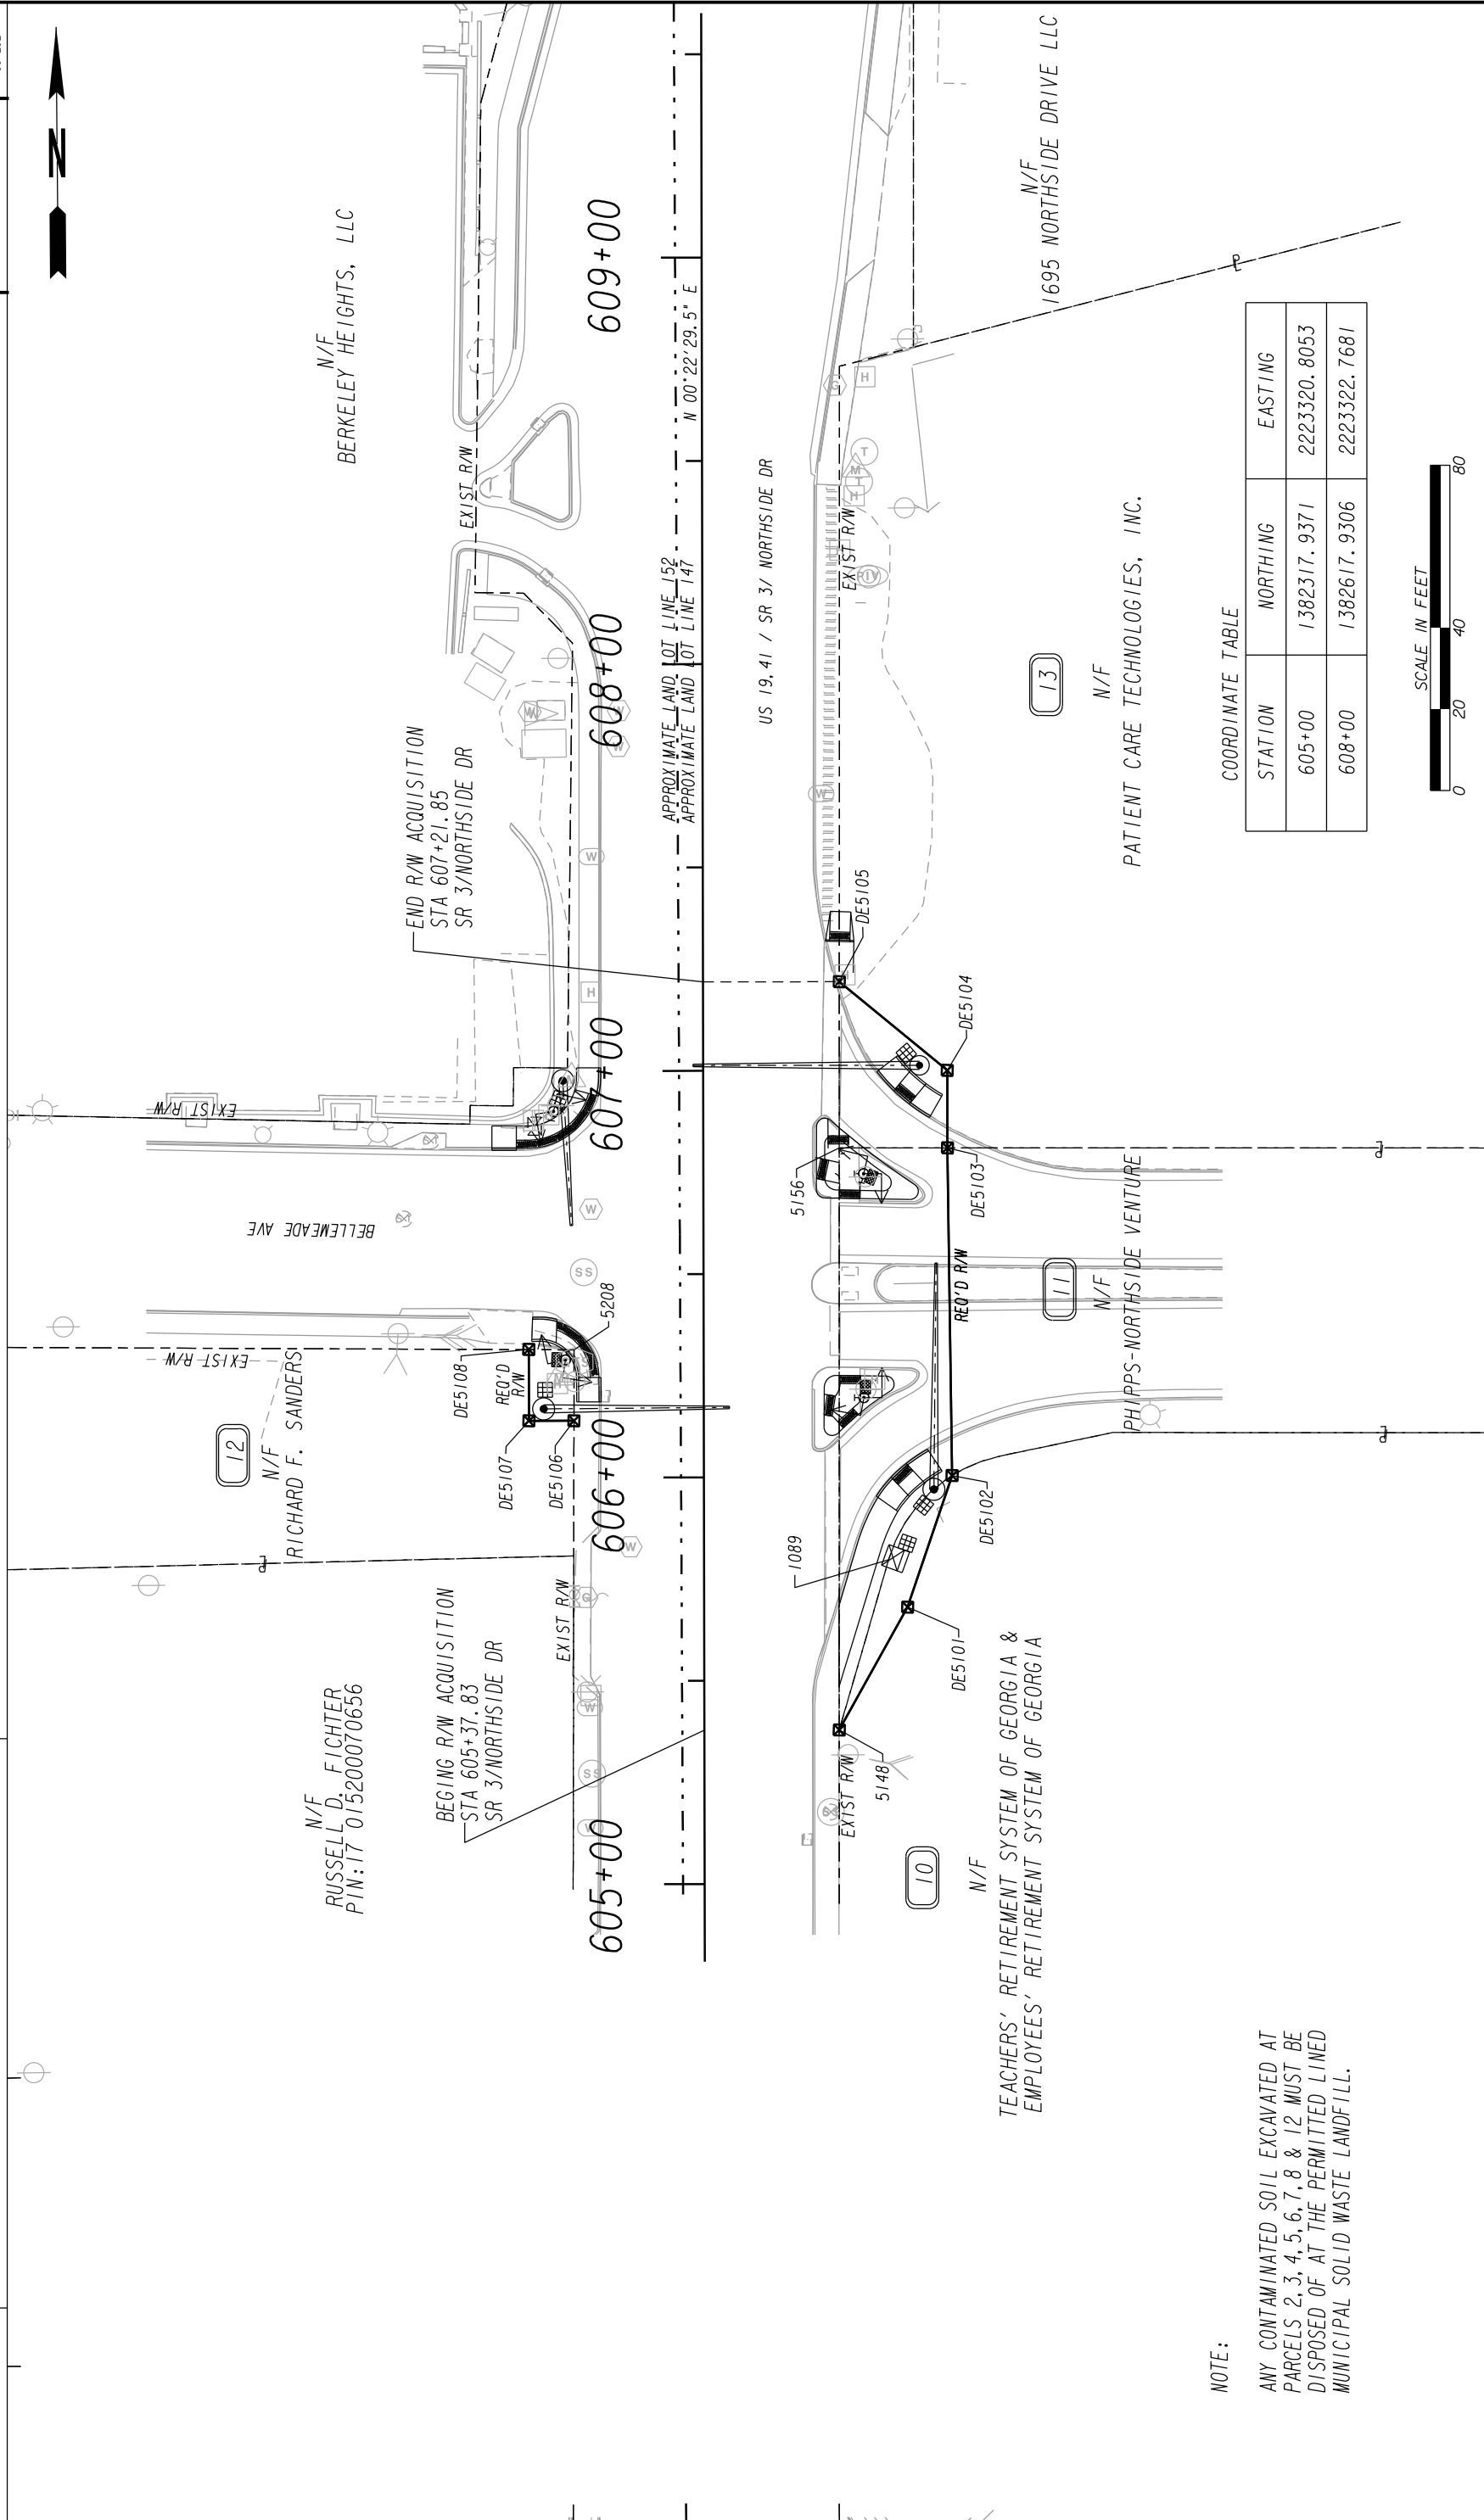 N
N/F
BERKELEY HEIGHTS, LLC
609+00
N 00°22'29.5" E
N/F
1695 NORTHSIDE DRIVE LLC
EXIST R/W
608+00
APPROXIMATE LAND LOT LINE 152
APPROXIMATE LAND LOT LINE 147
US 19,41 / SR 3/ NORTHSIDE DR
EXIST R/W
END R/W ACQUISITION
STA 607+21.85
SR 3/NORTHSIDE DR
13
N/F
PATIENT CARE TECHNOLOGIES, INC.
COORDINATE TABLE
STATION NORTHING EASTING
605+00 1382317.9371 2223320.8053
608+00 1382617.9306 2223322.7681
SCALE IN FEET
0 20 40 80
DE5105
DE5104
DE5103
607+00
EXIST R/W
BELLEMEADE AVE
5156
REQ'D R/W
11
N/F
PHIPPS-NORTHSIDE VENTURE
5208
EXIST R/W
DE5108
REQ'D
R/W
DE5107
DE5106
12
N/F
RICHARD F. SANDERS
606+00
1089
DE5102
DE5101
5148
EXIST R/W
EXIST R/W
BEGING R/W ACQUISITION
STA 605+37.83
SR 3/NORTHSIDE DR
N/F
RUSSELL D. FICHTER
PIN:17 015200070656
605+00
10
N/F
TEACHERS' RETIREMENT SYSTEM OF GEORGIA &
EMPLOYEES' RETIREMENT SYSTEM OF GEORGIA
NOTE:
ANY CONTAMINATED SOIL EXCAVATED AT
PARCELS 2,3,4,5,6,7,8 & 12 MUST BE
DISPOSED OF AT THE PERMITTED LINED
MUNICIPAL SOLID WASTE LANDFILL.